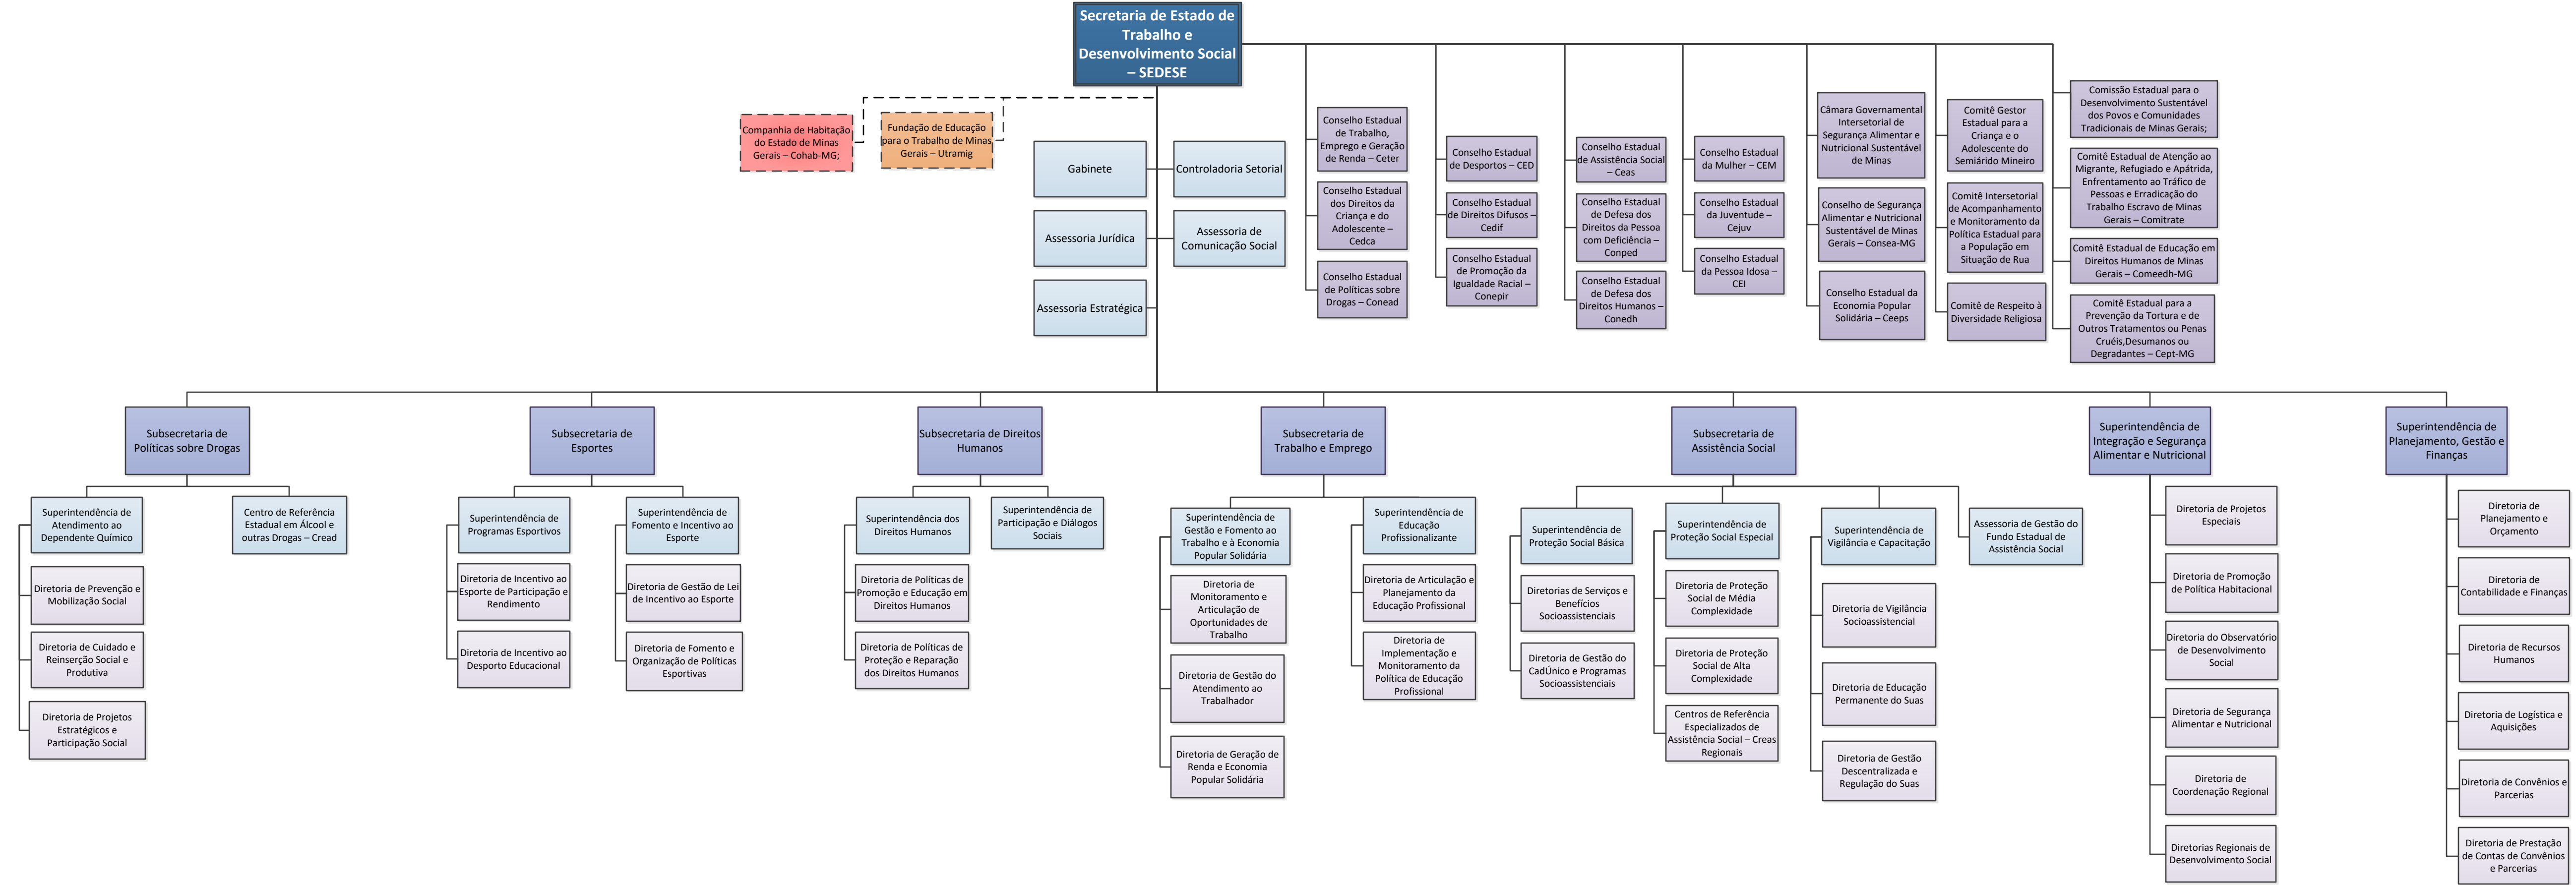 Secretaria de Estado de
Trabalho e
Desenvolvimento Social
– SEDESE
Companhia de Habitação
do Estado de Minas
Gerais – Cohab-MG;
Fundação de Educação
para o Trabalho de Minas
Gerais – Utramig
Gabinete
Controladoria Setorial
Assessoria Jurídica
Assessoria de
Comunicação Social
Assessoria Estratégica
Conselho Estadual
de Trabalho,
Emprego e Geração
de Renda – Ceter
Conselho Estadual
dos Direitos da
Criança e do
Adolescente –
Cedca
Conselho Estadual
de Políticas sobre
Drogas – Conead
Conselho Estadual
de Desportos – CED
Conselho Estadual
de Direitos Difusos –
Cedif
Conselho Estadual
de Promoção da
Igualdade Racial –
Conepir
Conselho Estadual
de Assistência Social
– Ceas
Conselho Estadual
de Defesa dos
Direitos da Pessoa
com Deficiência –
Conped
Conselho Estadual
de Defesa dos
Direitos Humanos –
Conedh
Conselho Estadual
da Mulher – CEM
Conselho Estadual
da Juventude –
Cejuv
Conselho Estadual
da Pessoa Idosa –
CEI
Câmara Governamental
Intersetorial de
Segurança Alimentar e
Nutricional Sustentável
de Minas
Conselho de Segurança
Alimentar e Nutricional
Sustentável de Minas
Gerais – Consea-MG
Conselho Estadual da
Economia Popular
Solidária – Ceeps
Comitê Gestor
Estadual para a
Criança e o
Adolescente do
Semiárido Mineiro
Comitê Intersetorial
de Acompanhamento
e Monitoramento da
Política Estadual para
a População em
Situação de Rua
Comitê de Respeito à
Diversidade Religiosa
Comissão Estadual para o
Desenvolvimento Sustentável
dos Povos e Comunidades
Tradicionais de Minas Gerais;
Comitê Estadual de Atenção ao
Migrante, Refugiado e Apátrida,
Enfrentamento ao Tráfico de
Pessoas e Erradicação do
Trabalho Escravo de Minas
Gerais – Comitrate
Comitê Estadual de Educação em
Direitos Humanos de Minas
Gerais – Comeedh-MG
Comitê Estadual para a
Prevenção da Tortura e de
Outros Tratamentos ou Penas
Cruéis,Desumanos ou
Degradantes – Cept-MG
Subsecretaria de
Políticas sobre Drogas
Superintendência de
Atendimento ao
Dependente Químico
Centro de Referência
Estadual em Álcool e
outras Drogas – Cread
Diretoria de Prevenção e
Mobilização Social
Diretoria de Cuidado e
Reinserção Social e
Produtiva
Diretoria de Projetos
Estratégicos e
Participação Social
Subsecretaria de
Esportes
Superintendência de
Programas Esportivos
Diretoria de Incentivo ao
Esporte de Participação e
Rendimento
Diretoria de Incentivo ao
Desporto Educacional
Superintendência de
Fomento e Incentivo ao
Esporte
Diretoria de Gestão de Lei
de Incentivo ao Esporte
Diretoria de Fomento e
Organização de Políticas
Esportivas
Subsecretaria de Direitos
Humanos
Superintendência dos
Direitos Humanos
Diretoria de Políticas de
Promoção e Educação em
Direitos Humanos
Diretoria de Políticas de
Proteção e Reparação
dos Direitos Humanos
Superintendência de
Participação e Diálogos
Sociais
Subsecretaria de
Trabalho e Emprego
Superintendência de
Gestão e Fomento ao
Trabalho e à Economia
Popular Solidária
Diretoria de
Monitoramento e
Articulação de
Oportunidades de
Trabalho
Diretoria de Gestão do
Atendimento ao
Trabalhador
Diretoria de Geração de
Renda e Economia
Popular Solidária
Superintendência de
Educação
Profissionalizante
Diretoria de Articulação e
Planejamento da
Educação Profissional
Diretoria de
Implementação e
Monitoramento da
Política de Educação
Profissional
Subsecretaria de
Assistência Social
Superintendência de
Proteção Social Básica
Diretorias de Serviços e
Benefícios
Socioassistenciais
Diretoria de Gestão do
CadÚnico e Programas
Socioassistenciais
Superintendência de
Proteção Social Especial
Diretoria de Proteção
Social de Média
Complexidade
Diretoria de Proteção
Social de Alta
Complexidade
Centros de Referência
Especializados de
Assistência Social – Creas
Regionais
Superintendência de
Vigilância e Capacitação
Diretoria de Vigilância
Socioassistencial
Diretoria de Educação
Permanente do Suas
Diretoria de Gestão
Descentralizada e
Regulação do Suas
Assessoria de Gestão do
Fundo Estadual de
Assistência Social
Superintendência de
Integração e Segurança
Alimentar e Nutricional
Diretoria de Projetos
Especiais
Diretoria de Promoção
de Política Habitacional
Diretoria do Observatório
de Desenvolvimento
Social
Diretoria de Segurança
Alimentar e Nutricional
Diretoria de
Coordenação Regional
Diretorias Regionais de
Desenvolvimento Social
Superintendência de
Planejamento, Gestão e
Finanças
Diretoria de
Planejamento e
Orçamento
Diretoria de
Contabilidade e Finanças
Diretoria de Recursos
Humanos
Diretoria de Logística e
Aquisições
Diretoria de Convênios e
Parcerias
Diretoria de Prestação
de Contas de Convênios
e Parcerias